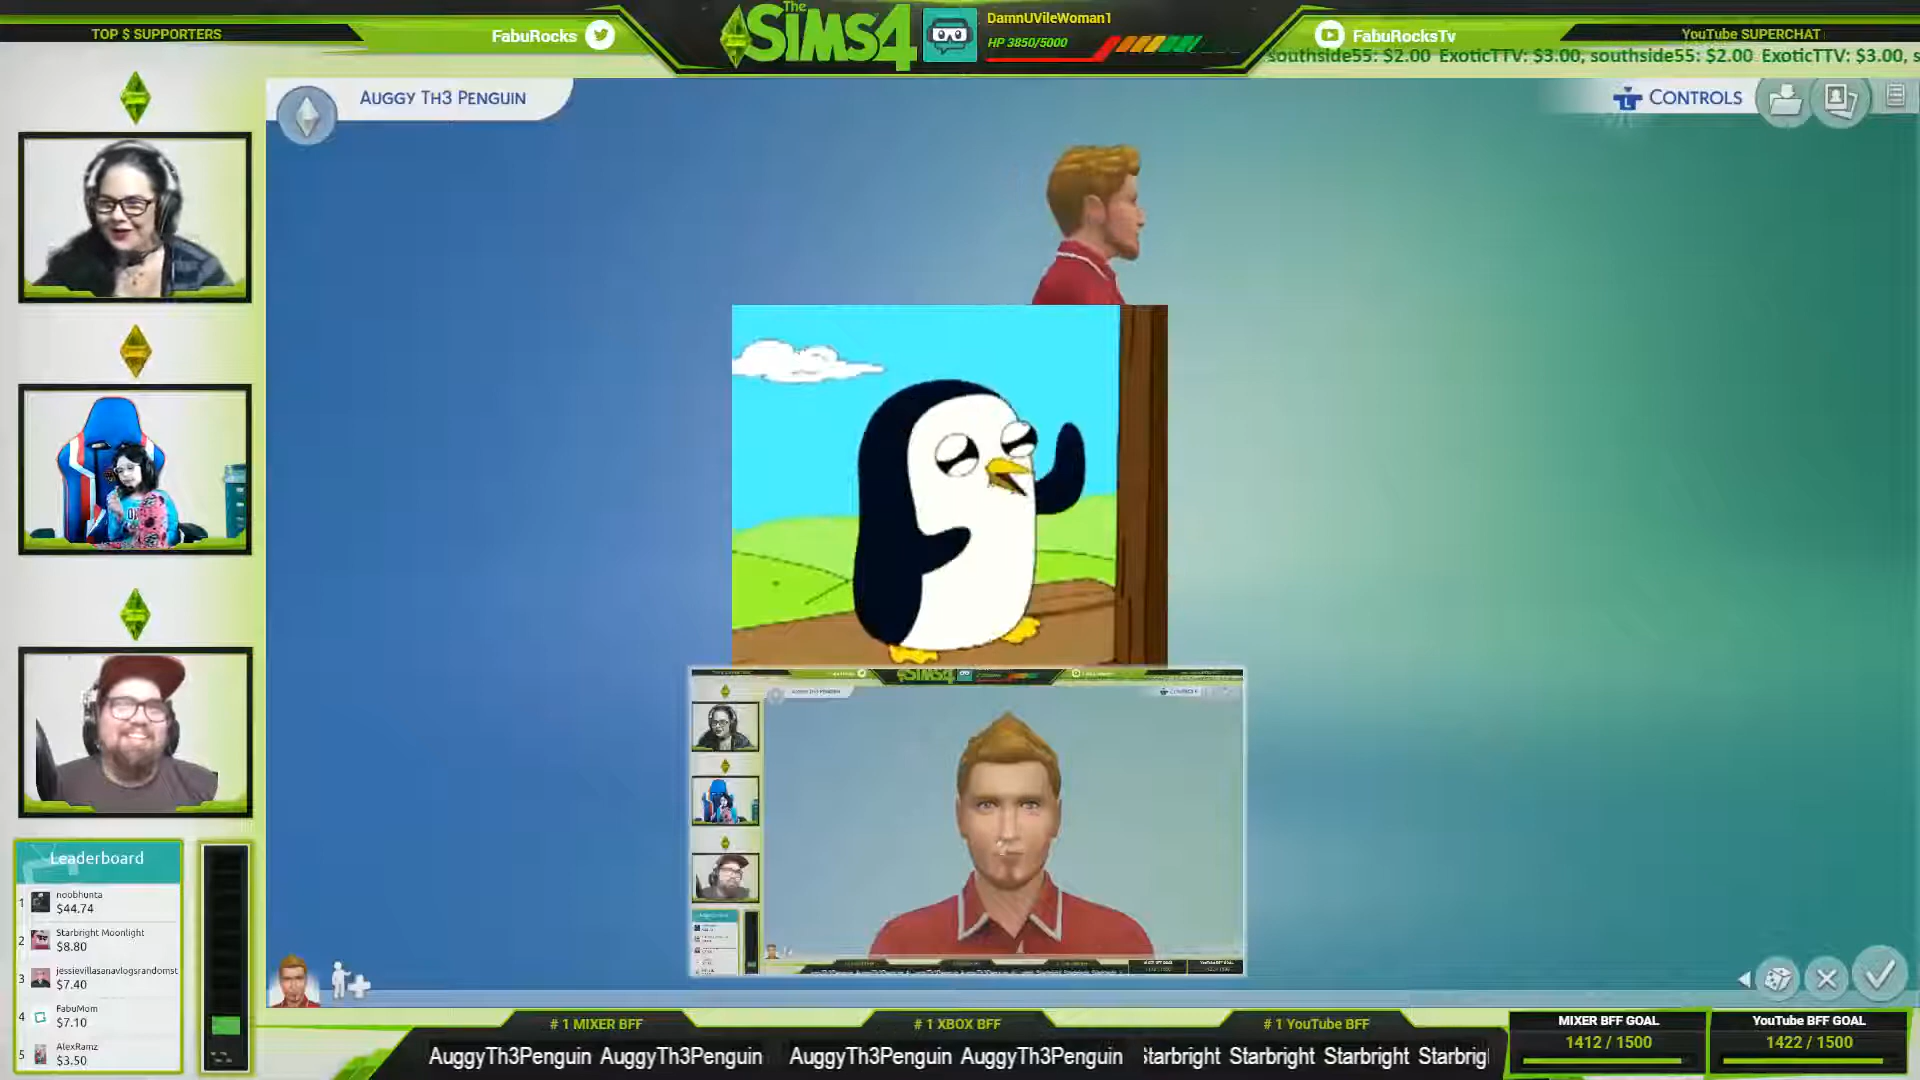 TOP $ SUPPORTERS
FabuRocks
The
SiMS4
DamnUVileWoman1
HP 3850/5000
FabuRocksTv
YouTube SUPERCHAT
southside55: $2.00 ExoticTTV: $3.00, southside55: $2.00 ExoticTTV: $3.00, s
Auggy Th3 Penguin
L Controls
Leaderboard
1 noobhunta
$44.74
2 Starbright Moonlight
$8.80
3 jessievillasanavlogsrandomst
$7.40
4 FabuMom
$7.10
5 AlexRamz
$3.50
# 1 MIXER BFF
AuggyTh3Penguin AuggyTh3Penguin
# 1 XBOX BFF
AuggyTh3Penguin AuggyTh3Penguin
# 1 YouTube BFF
Starbright Starbright Starbright Starbrig
MIXER BFF GOAL
1412 / 1500
YouTube BFF GOAL
1422 / 1500